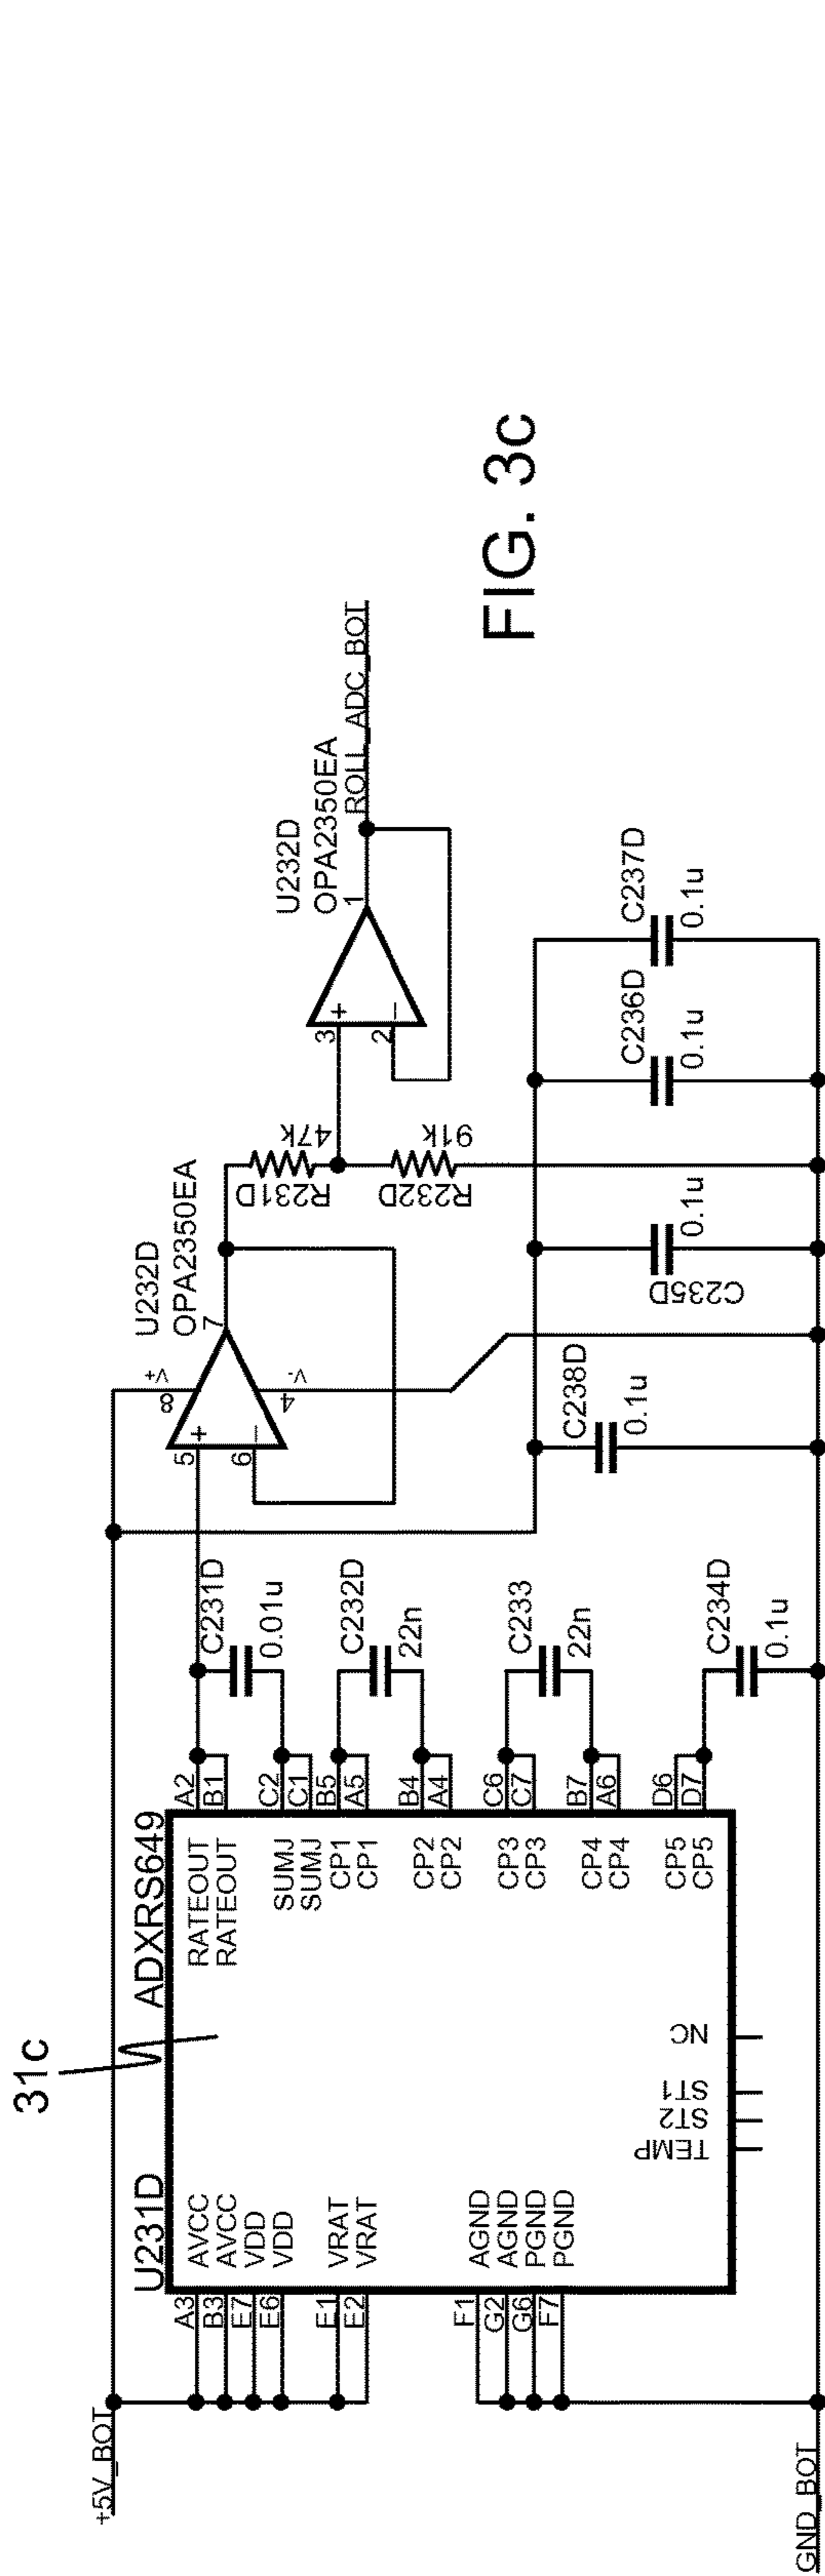 31c
+5V_BOT
U231D
ADXRS649
A3
B3
E7
E6
E1
E2
F1
G2
G6
F7
AVCC
AVCC
VDD
VDD
VRAT
VRAT
AGND
AGND
PGND
PGND
TEMP
ST2
ST1
NC
RATEOUT
RATEOUT
SUMJ
SUMJ
CP1
CP1
CP2
CP2
CP3
CP3
CP4
CP4
CP5
CP5
A2
B1
C2
C1
B5
A5
B4
A4
C6
C7
B7
A6
D6
D7
C231D
0.01u
C232D
22n
C233
22n
C234D
0.1u
5
+
6
–
8
V+
4
V-
7
U232D
OPA2350EA
R231D
47k
R232D
91k
3
+
2
–
1
U232D
OPA2350EA
ROLL_ADC_BOT
C238D
0.1u
C235D
0.1u
C236D
0.1u
C237D
0.1u
GND_BOT
FIG. 3c